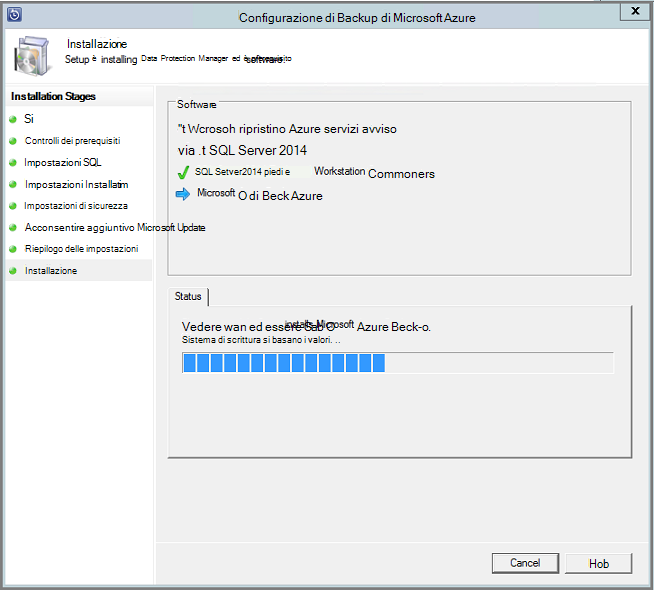 Configurazione di Backup di Microsoft Azure
X
Installazione
Setup è installing Data Protection Manager ed è software.
Installation Stages
Si
Controlli dei prerequisiti
Impostazioni SQL
Impostazioni Installatim
Impostazioni di sicurezza
Acconsentire aggiuntivo Microsoft Update
Riepilogo delle impostazioni
Installazione
Software
"t Wcrosoh ripristino Azure servizi avviso
via .t SQL Server 2014
SQL Setver2014 piedi e Workstation Commoners
Microsoft O di Beck Azure
Status
Vedere wan ed essere Microsoft Azure Beck-o.
Sistema di scrittura si basano i valori. . .
Cancel
Hob